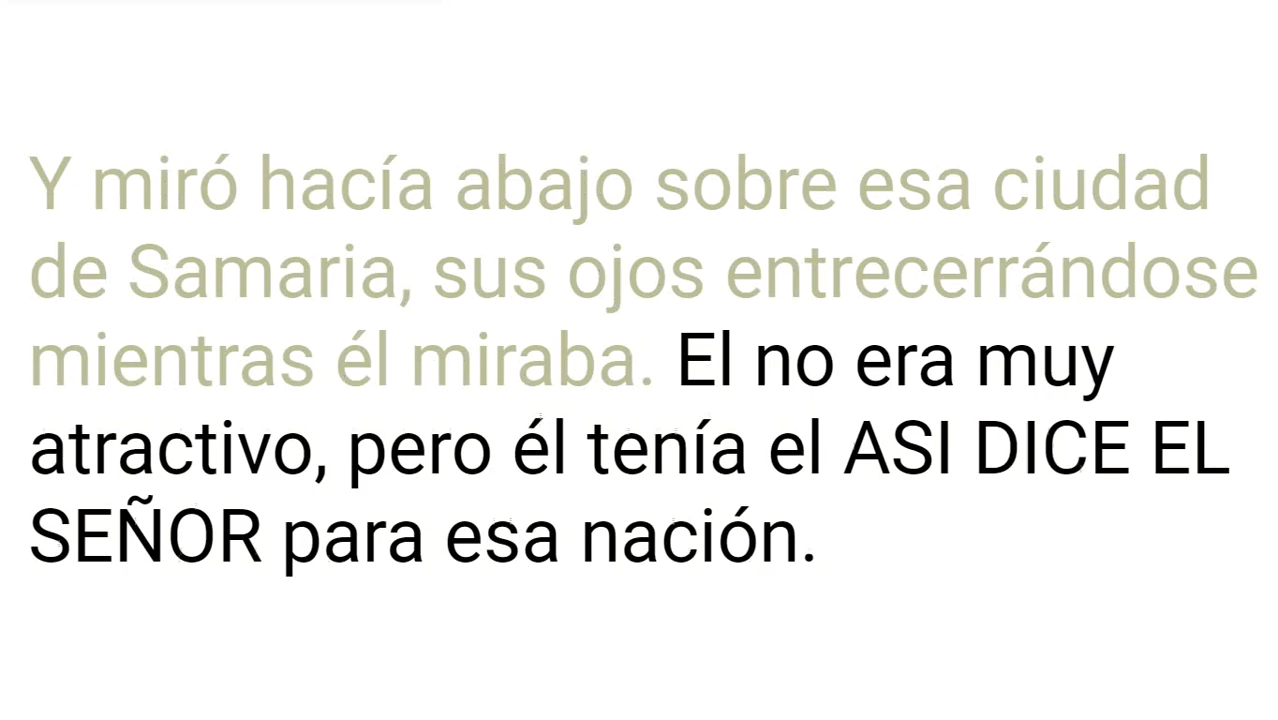 Y miró hacía abajo sobre esa ciudad
de Samaria, sus ojos entrecerrándose
mientras él miraba. El no era muy
atractivo, pero él tenía el ASI DICE EL
SEÑOR para esa nación.